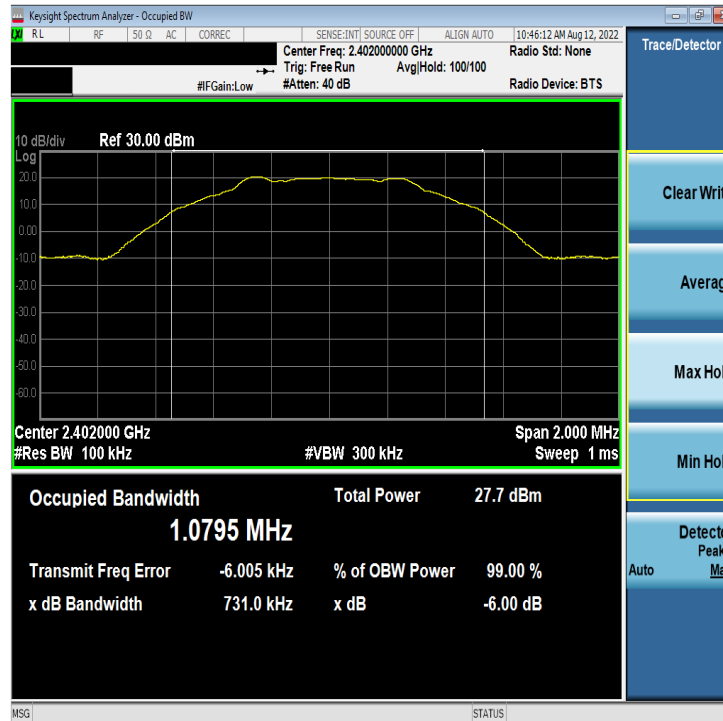 Keysight Spectrum Analyzer - Occupied BW
LXI RL RF 50 Ω AC CORREC SENSE:INT SOURCE OFF ALIGN AUTO 10:46:12 AM Aug 12, 2022
Center Freq: 2.402000000 GHz Radio Std: None
Trig: Free Run Avg|Hold: 100/100
#IFGain:Low #Atten: 40 dB Radio Device: BTS
Trace/Detector
10 dB/div Ref 30.00 dBm
Log
20.0
10.0
0.00
-10.0
-20.0
-30.0
-40.0
-50.0
-60.0
Center 2.402000 GHz Span 2.000 MHz
#Res BW 100 kHz #VBW 300 kHz Sweep 1 ms
Occupied Bandwidth Total Power 27.7 dBm
1.0795 MHz
Transmit Freq Error -6.005 kHz % of OBW Power 99.00 %
x dB Bandwidth 731.0 kHz x dB -6.00 dB
Clear Writ
Averag
Max Hol
Min Hol
Detecto
Peak
Auto Ma
MSG STATUS